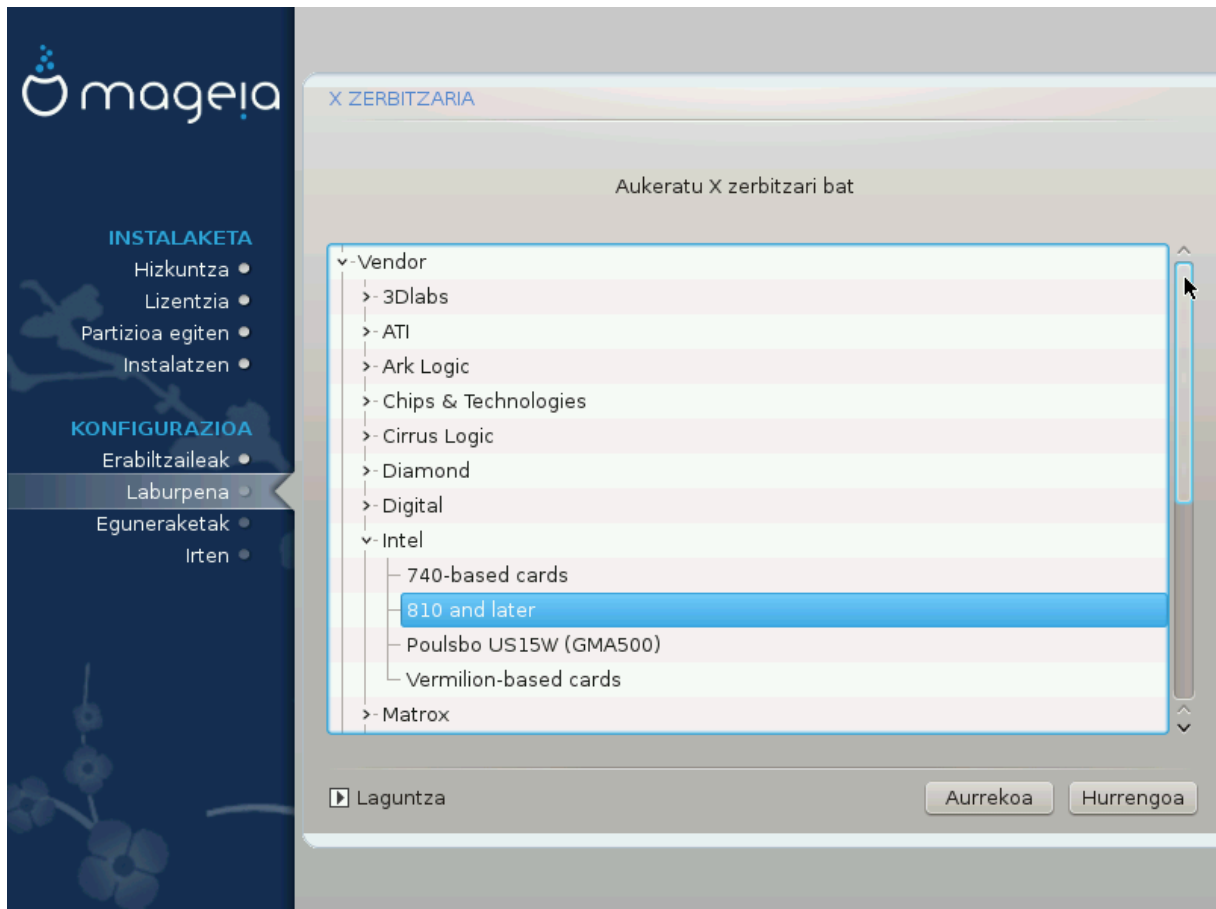 mageia
INSTALAKETA
Hizkuntza
Lizentzia
Partizioa egiten
Instalatzen
KONFIGURAZIOA
Erabiltzaileak
Laburpena
Eguneraketak
Irten
X ZERBITZARIA
Aukeratu X zerbitzari bat
Vendor
3Dlabs
ATI
Ark Logic
Chips & Technologies
Cirrus Logic
Diamond
Digital
Intel
740-based cards
810 and later
Poulsbo US15W (GMA500)
Vermilion-based cards
Matrox
Laguntza
Aurrekoa
Hurrengoa